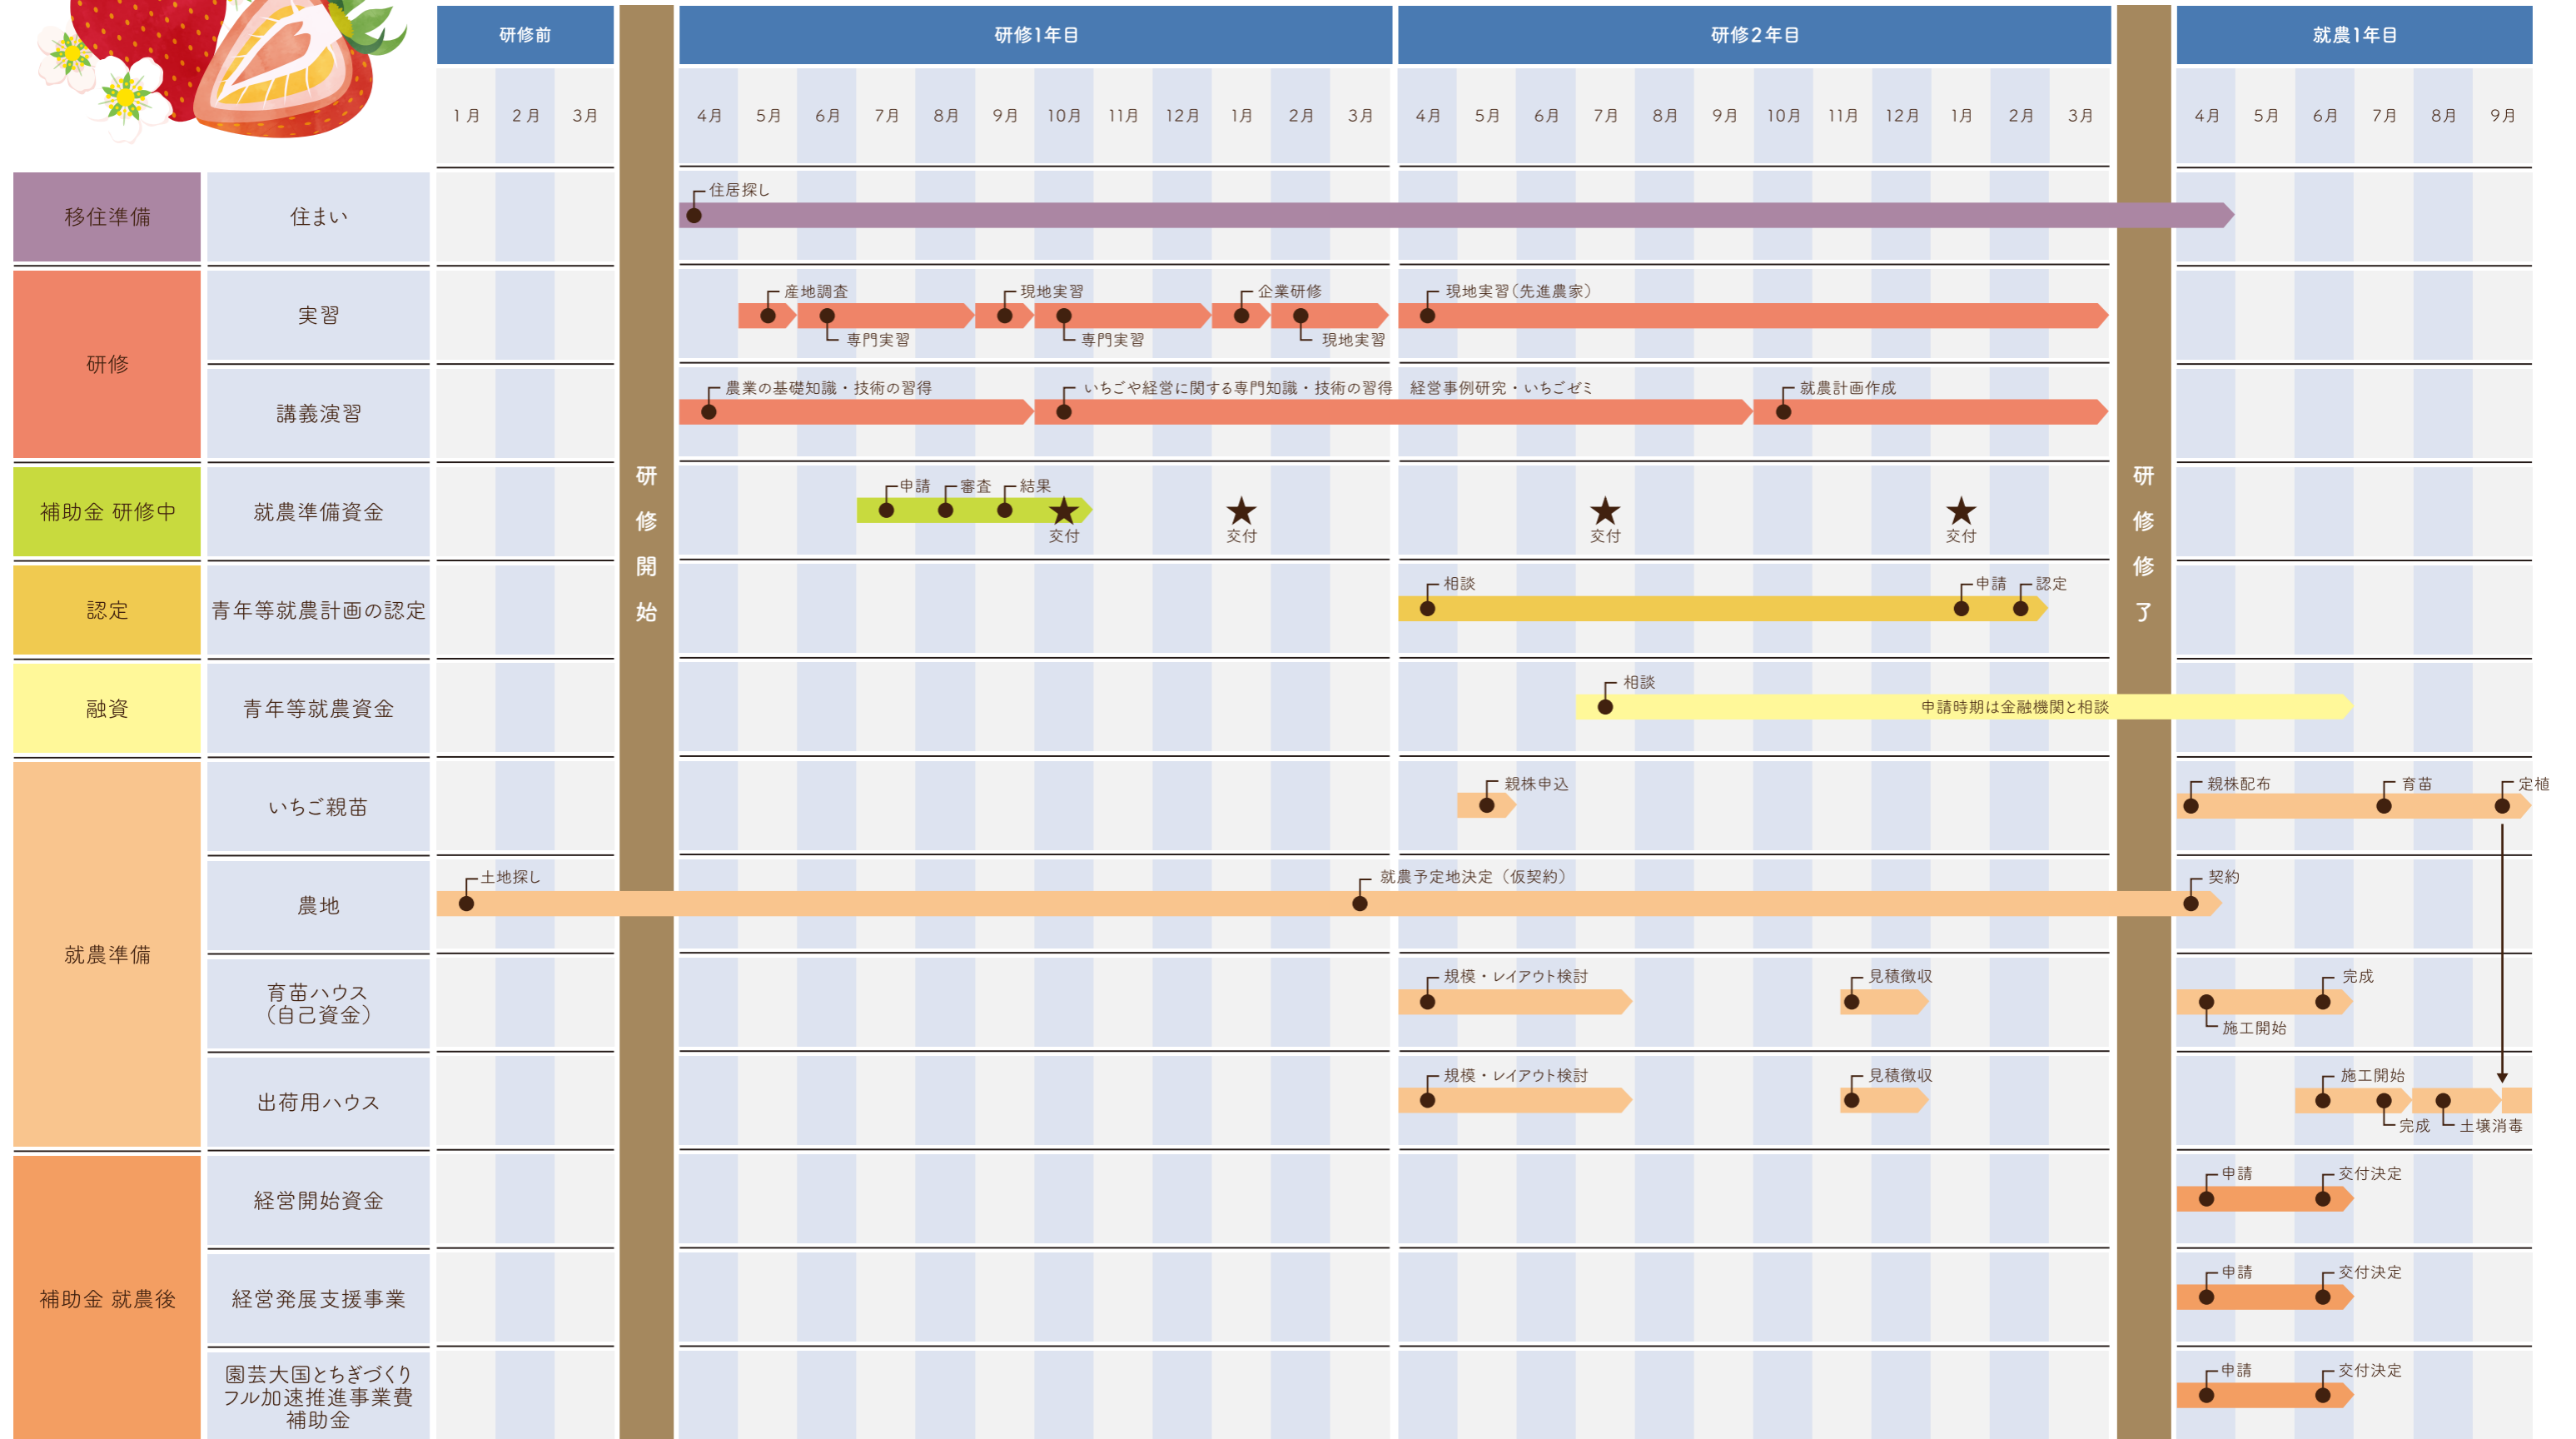 研修前
研修1年目
研修2年目
就農1年目
1月 2月 3月
4月 5月 6月 7月 8月 9月 10月 11月 12月 1月 2月 3月
4月 5月 6月 7月 8月 9月 10月 11月 12月 1月 2月 3月
4月 5月 6月 7月 8月 9月
研修開始
研修修了
移住準備
住まい
住居探し
研修
実習
産地調査
専門実習
現地実習
専門実習
企業研修
現地実習
現地実習(先進農家)
講義演習
農業の基礎知識・技術の習得
いちごや経営に関する専門知識・技術の習得 経営事例研究・いちごゼミ
就農計画作成
補助金 研修中
就農準備資金
申請
審査
結果
交付
交付
交付
交付
認定
青年等就農計画の認定
相談
申請
認定
融資
青年等就農資金
相談
申請時期は金融機関と相談
就農準備
いちご親苗
親株申込
親株配布
育苗
定植
農地
土地探し
就農予定地決定(仮契約)
契約
育苗ハウス
(自己資金)
規模・レイアウト検討
見積徴収
施工開始
完成
出荷用ハウス
規模・レイアウト検討
見積徴収
施工開始
完成
土壌消毒
補助金 就農後
経営開始資金
申請
交付決定
経営発展支援事業
申請
交付決定
園芸大国とちぎづくり
フル加速推進事業費
補助金
申請
交付決定